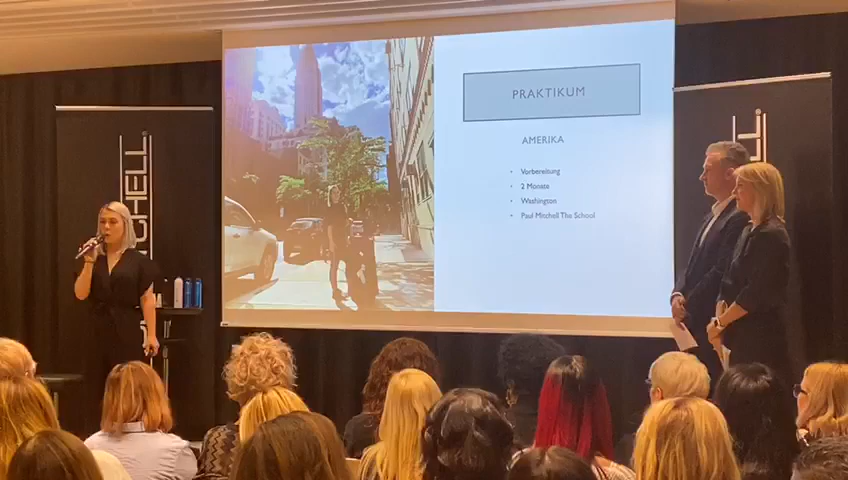 PRAKTIKUM
AMERIKA
• Vorbereitung
• 2 Monate
• Washington
• Paul Mitchell The School